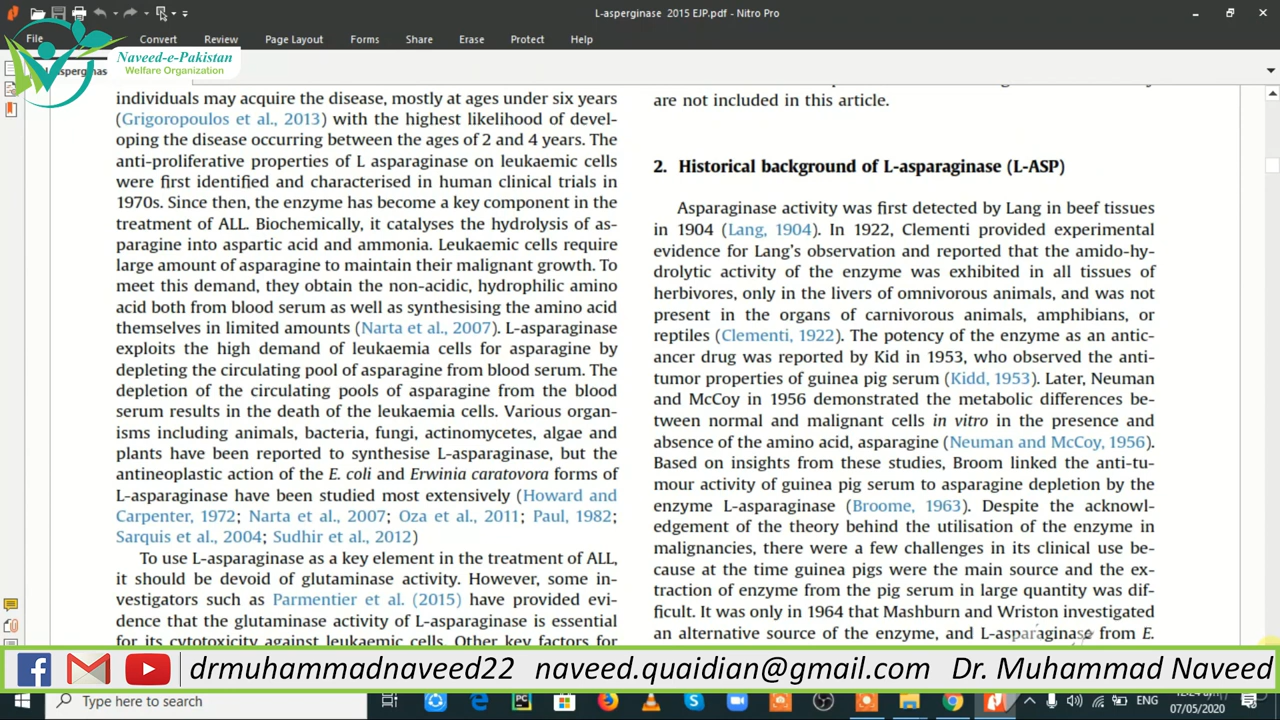 L-asperginase 2015 EJP.pdf - Nitro Pro
File
Convert
Review
Page Layout
Forms
Share
Erase
Protect
Help
Naveed-e-Pakistan
Welfare Organization
asperginas
individuals may acquire the disease, mostly at ages under six years
(Grigoropoulos et al., 2013) with the highest likelihood of devel-
oping the disease occurring between the ages of 2 and 4 years. The
anti-proliferative properties of L asparaginase on leukaemic cells
were first identified and characterised in human clinical trials in
1970s. Since then, the enzyme has become a key component in the
treatment of ALL. Biochemically, it catalyses the hydrolysis of as-
paragine into aspartic acid and ammonia. Leukaemic cells require
large amount of asparagine to maintain their malignant growth. To
meet this demand, they obtain the non-acidic, hydrophilic amino
acid both from blood serum as well as synthesising the amino acid
themselves in limited amounts (Narta et al., 2007). L-asparaginase
exploits the high demand of leukaemia cells for asparagine by
depleting the circulating pool of asparagine from blood serum. The
depletion of the circulating pools of asparagine from the blood
serum results in the death of the leukaemia cells. Various organ-
isms including animals, bacteria, fungi, actinomycetes, algae and
plants have been reported to synthesise L-asparaginase, but the
antineoplastic action of the E. coli and Erwinia caratovora forms of
L-asparaginase have been studied most extensively (Howard and
Carpenter, 1972; Narta et al., 2007; Oza et al., 2011; Paul, 1982;
Sarquis et al., 2004; Sudhir et al., 2012)
To use L-asparaginase as a key element in the treatment of ALL,
it should be devoid of glutaminase activity. However, some in-
vestigators such as Parmentier et al. (2015) have provided evi-
dence that the glutaminase activity of L-asparaginase is essential
for its cytotoxicity against leukaemic cells. Other key factors for
are not included in this article.
2. Historical background of L-asparaginase (L-ASP)
Asparaginase activity was first detected by Lang in beef tissues
in 1904 (Lang, 1904). In 1922, Clementi provided experimental
evidence for Lang's observation and reported that the amido-hy-
drolytic activity of the enzyme was exhibited in all tissues of
herbivores, only in the livers of omnivorous animals, and was not
present in the organs of carnivorous animals, amphibians, or
reptiles (Clementi, 1922). The potency of the enzyme as an antic-
ancer drug was reported by Kid in 1953, who observed the anti-
tumor properties of guinea pig serum (Kidd, 1953). Later, Neuman
and McCoy in 1956 demonstrated the metabolic differences be-
tween normal and malignant cells in vitro in the presence and
absence of the amino acid, asparagine (Neuman and McCoy, 1956).
Based on insights from these studies, Broom linked the anti-tu-
mour activity of guinea pig serum to asparagine depletion by the
enzyme L-asparaginase (Broome, 1963). Despite the acknowl-
edgement of the theory behind the utilisation of the enzyme in
malignancies, there were a few challenges in its clinical use be-
cause at the time guinea pigs were the main source and the ex-
traction of enzyme from the pig serum in large quantity was dif-
ficult. It was only in 1964 that Mashburn and Wriston investigated
an alternative source of the enzyme, and L-asparaginase from E.
drmuhammadnaveed22 naveed.quaidian@gmail.com Dr. Muhammad Naveed
Type here to search
ENG
07/05/2020